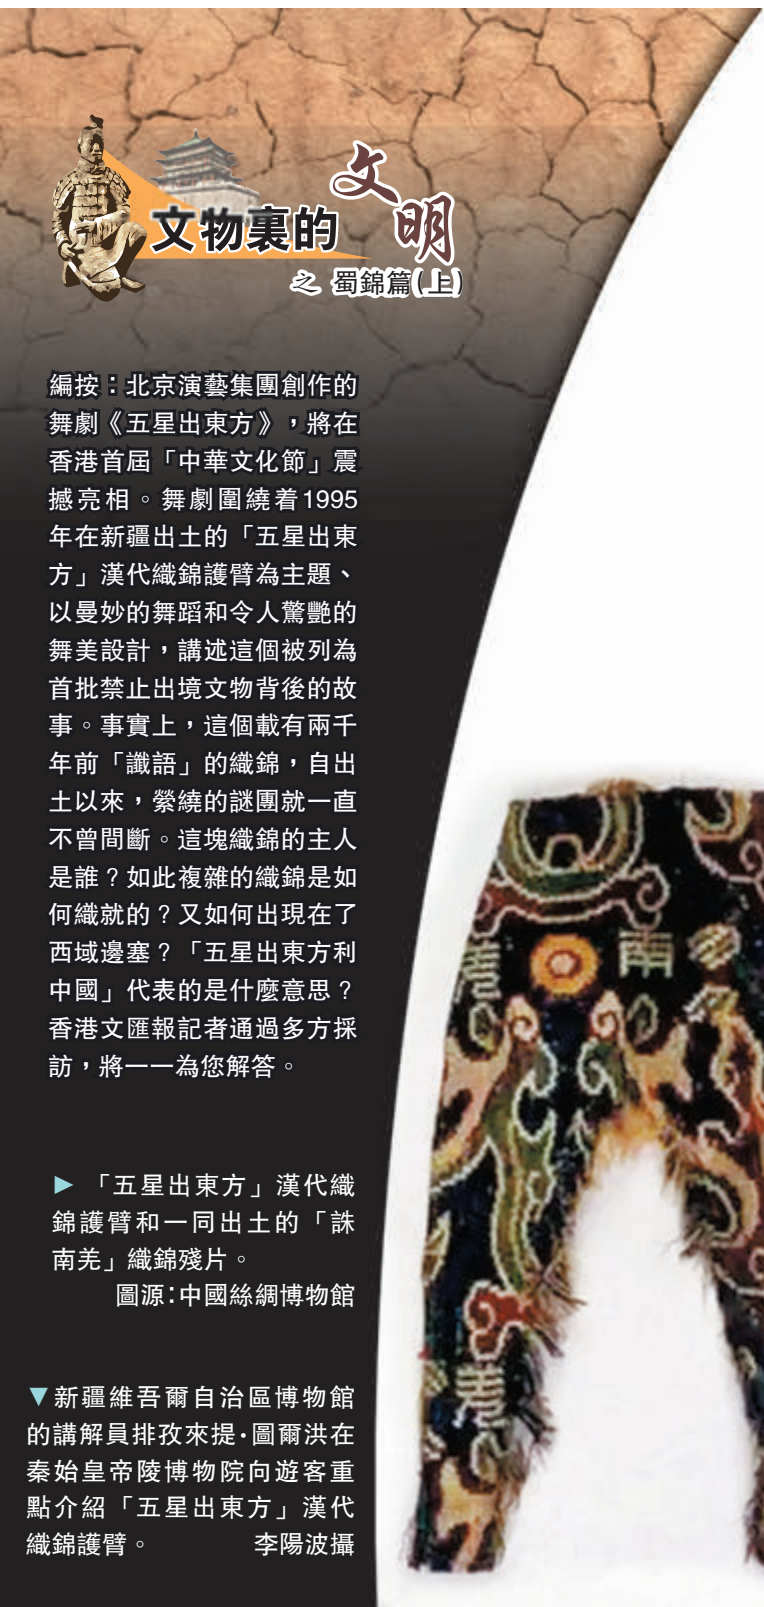 文物裏的
文明
之 蜀錦篇(上)
編按：北京演藝集團創作的
舞劇《五星出東方》，將在
香港首屆「中華文化節」震
撼亮相。舞劇圍繞着1995
年在新疆出土的「五星出東
方」漢代織錦護臂為主題、
以曼妙的舞蹈和令人驚艷的
舞美設計，講述這個被列為
首批禁止出境文物背後的故
事。事實上，這個載有兩千
年前「讖語」的織錦，自出
土以來，縈繞的謎團就一直
不曾間斷。這塊織錦的主人
是誰？如此複雜的織錦是如
何織就的？又如何出現在了
西域邊塞？「五星出東方利
中國」代表的是什麼意思？
香港文匯報記者通過多方採
訪，將一一為您解答。
▶ 「五星出東方」漢代織
錦護臂和一同出土的「誅
南羌」織錦殘片。
圖源：中國絲綢博物館
▼新疆維吾爾自治區博物館
的講解員排孜來提·圖爾洪在
秦始皇帝陵博物院向遊客重
點介紹「五星出東方」漢代
織錦護臂。 李陽波攝
南